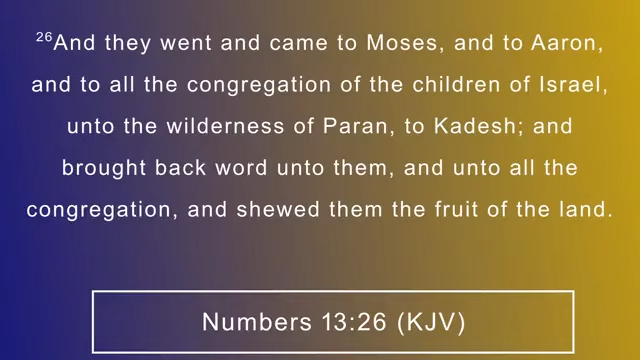 ²⁶And they went and came to Moses, and to Aaron,
and to all the congregation of the children of Israel,
unto the wilderness of Paran, to Kadesh; and
brought back word unto them, and unto all the
congregation, and shewed them the fruit of the land.
Numbers 13:26 (KJV)